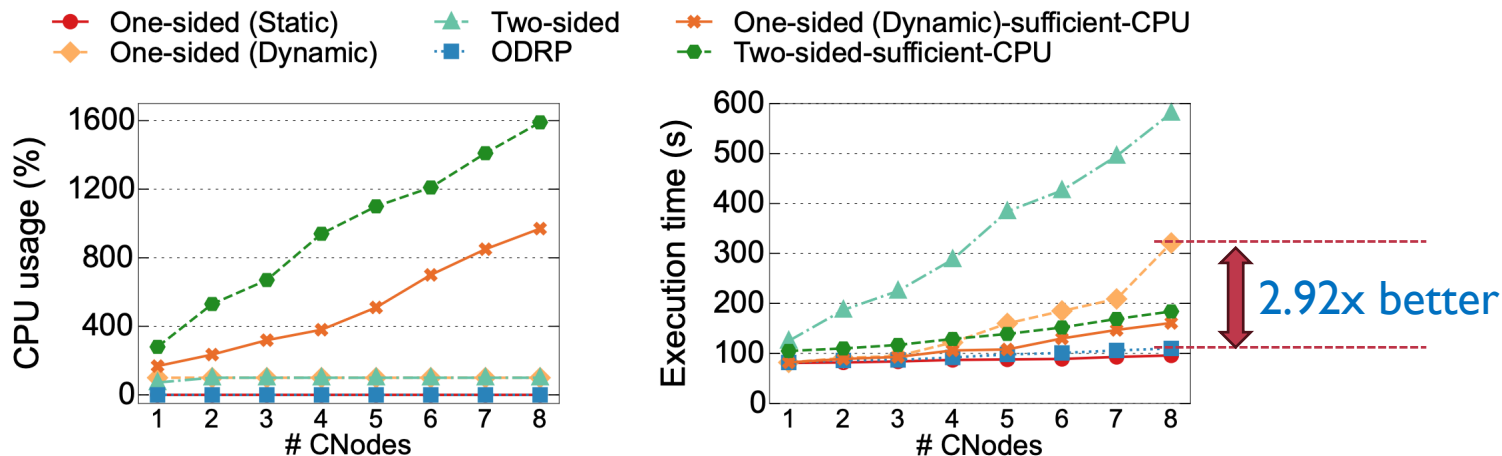 One-sided (Static)
Two-sided
One-sided (Dynamic)-sufficient-CPU
One-sided (Dynamic)
ODRP
Two-sided-sufficient-CPU
CPU usage (%)
1600
1200
800
400
0
1 2 3 4 5 6 7 8
# CNodes
Execution time (s)
600
500
400
300
200
100
0
1 2 3 4 5 6 7 8
# CNodes
2.92x better